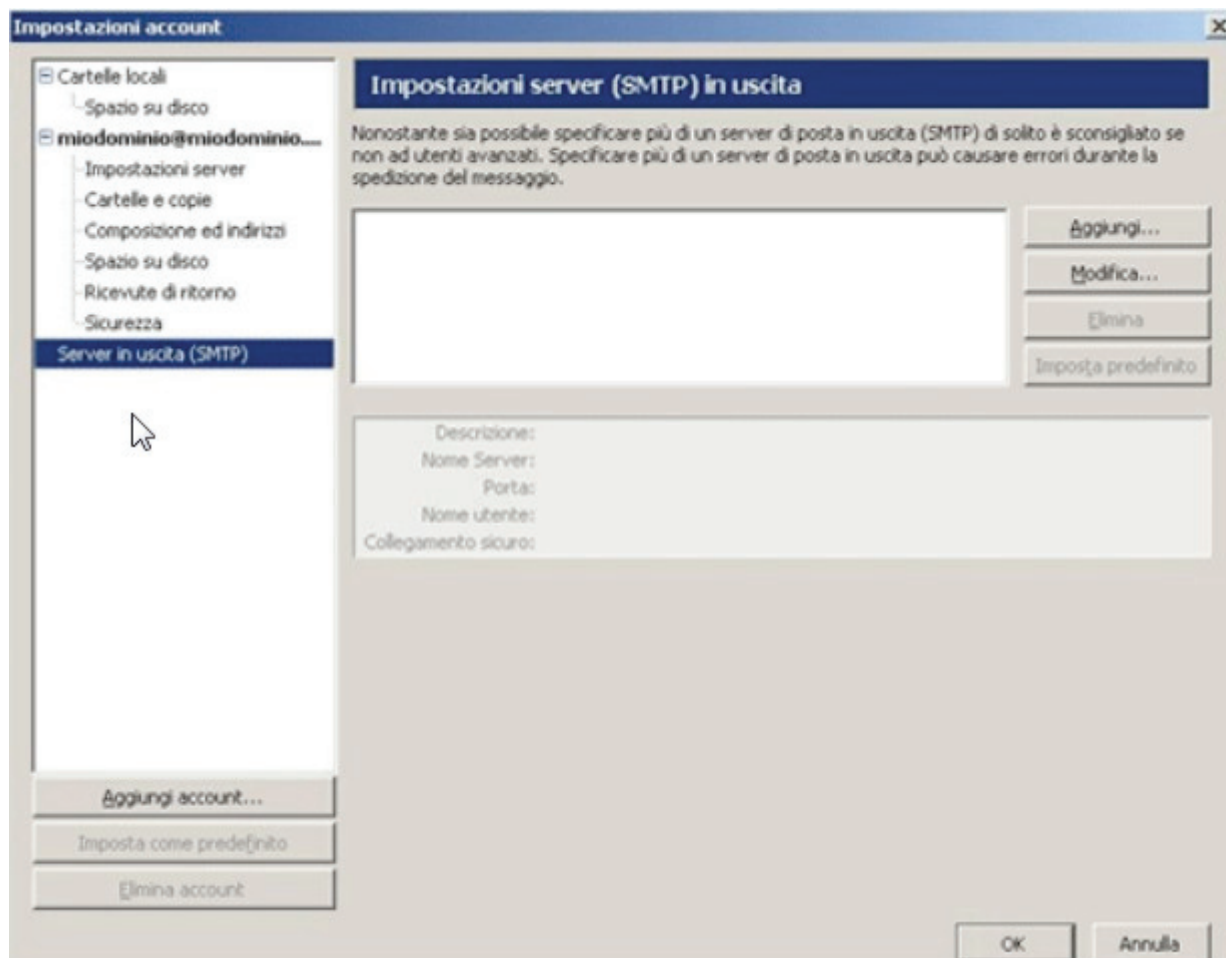 Impostazioni account
Cartelle locali
Spazio su disco
miodominio@miodominio....
Impostazioni server
Cartelle e copie
Composizione ed indirizzi
Spazio su disco
Ricevute di ritorno
Sicurezza
Server in uscita (SMTP)
Aggiungi account...
Imposta come predefinito
Elimina account
Impostazioni server (SMTP) in uscita
Nonostante sia possibile specificare più di un server di posta in uscita (SMTP) di solito è sconsigliato se
non ad utenti avanzati. Specificare più di un server di posta in uscita può causare errori durante la
spedizione del messaggio.
Aggiungi...
Modifica...
Elimina
Imposta predefinito
Descrizione:
Nome Server:
Porta:
Nome utente:
Collegamento sicuro:
OK
Annulla